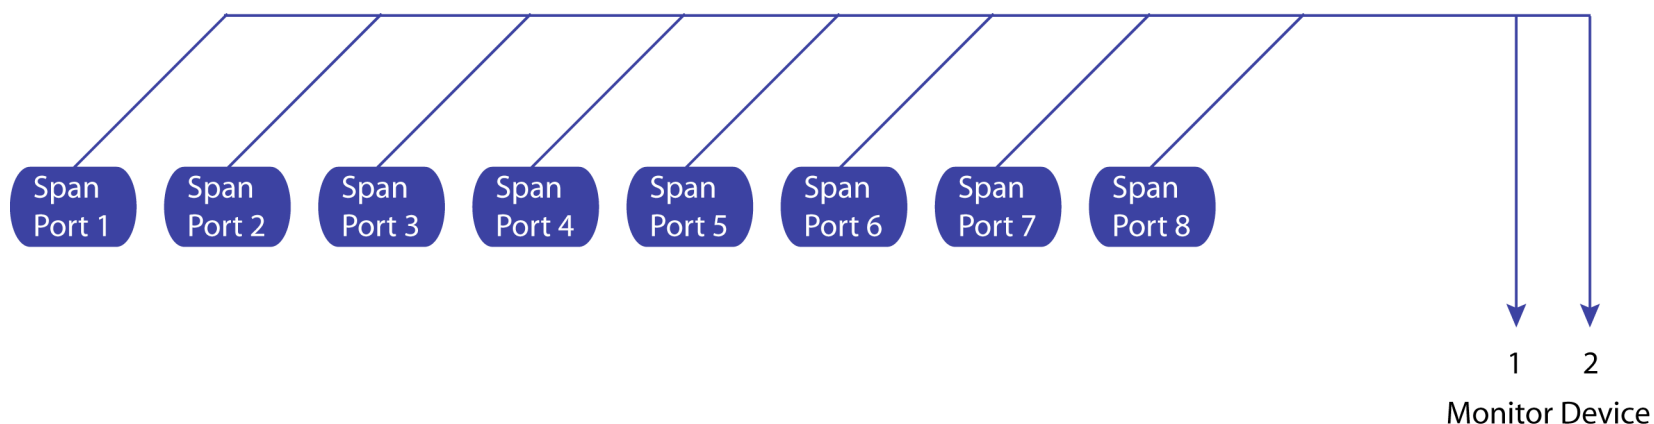 Span
Port 1
Span
Port 2
Span
Port 3
Span
Port 4
Span
Port 5
Span
Port 6
Span
Port 7
Span
Port 8
1 2
Monitor Device